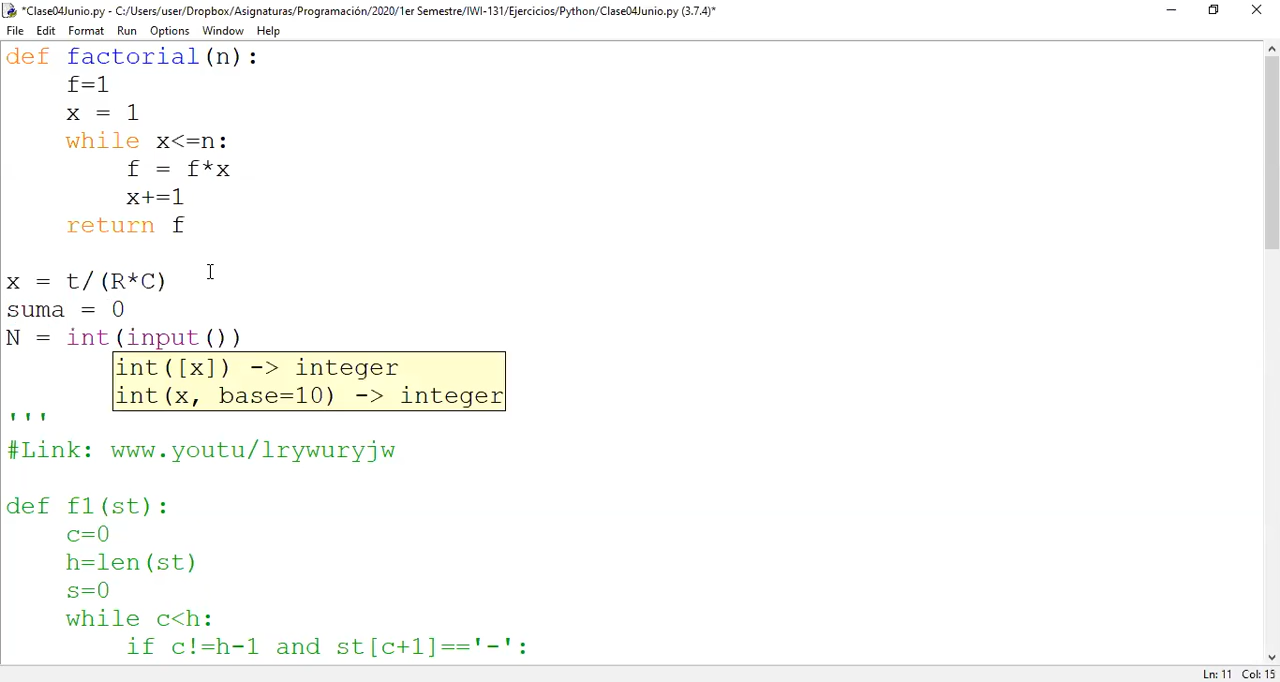 *Clase04Junio.py - C:/Users/user/Dropbox/Asignaturas/Programación/2020/1er Semestre/IWI-131/Ejercicios/Python/Clase04Junio.py (3.7.4)*
File Edit Format Run Options Window Help
def factorial(n):
    f=1
    x = 1
    while x<=n:
        f = f*x
        x+=1
    return f
x = t/(R*C)
suma = 0
N = int(input())
int([x]) -> integer
int(x, base=10) -> integer
'''
#Link: www.youtu/lrywuryjw
def f1(st):
    c=0
    h=len(st)
    s=0
    while c<h:
        if c!=h-1 and st[c+1]=='-':
Ln: 11 Col: 15